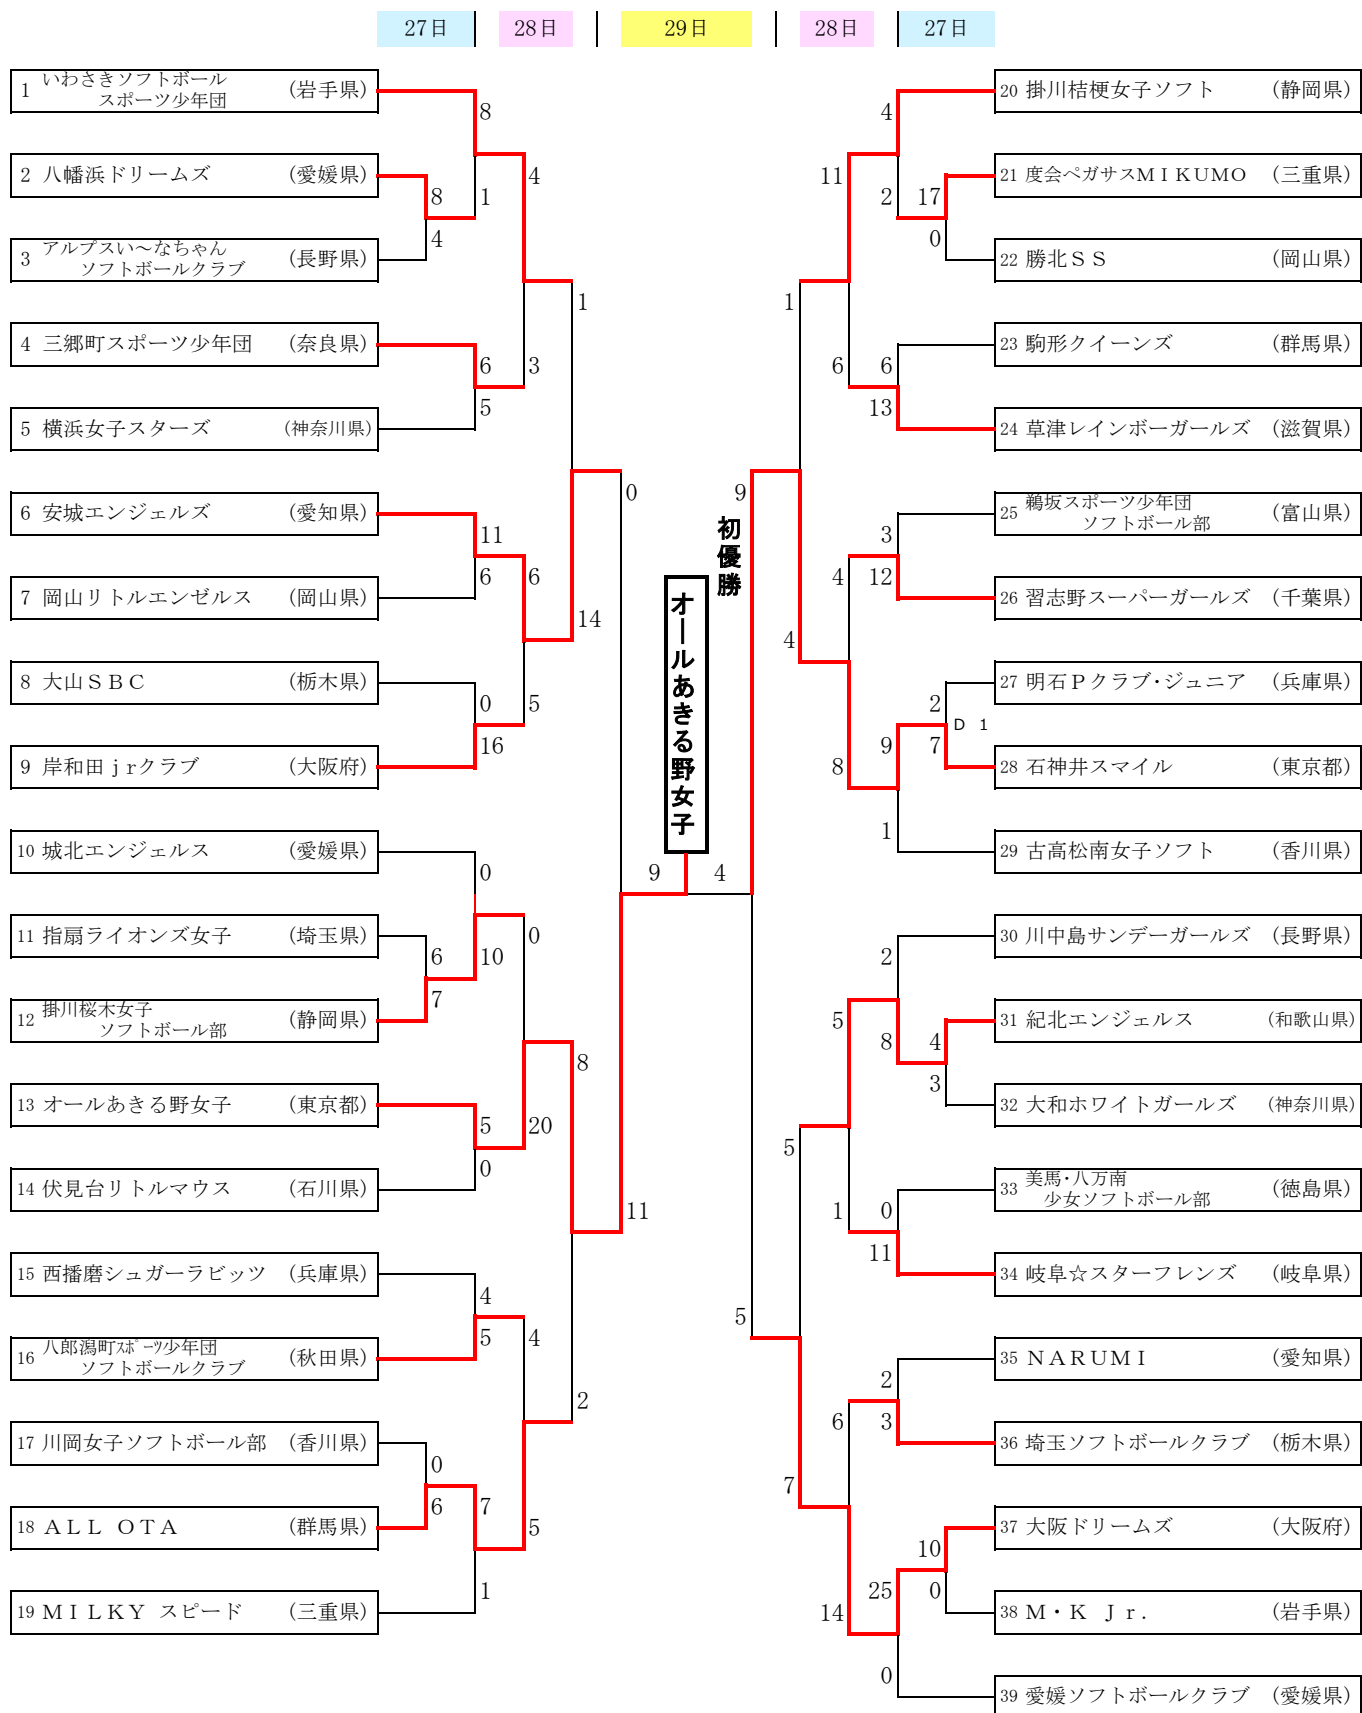 27日 28日 29日 28日 27日
1 いわさきソフトボール
スポーツ少年団 (岩手県)
2 八幡浜ドリームズ (愛媛県)
3 アルプスい～なちゃん
ソフトボールクラブ (長野県)
4 三郷町スポーツ少年団 (奈良県)
5 横浜女子スターズ (神奈川県)
6 安城エンジェルズ (愛知県)
7 岡山リトルエンゼルス (岡山県)
8 大山ＳＢＣ (栃木県)
9 岸和田ｊrクラブ (大阪府)
10 城北エンジェルス (愛媛県)
11 指扇ライオンズ女子 (埼玉県)
12 掛川桜木女子
ソフトボール部 (静岡県)
13 オールあきる野女子 (東京都)
14 伏見台リトルマウス (石川県)
15 西播磨シュガーラビッツ (兵庫県)
16 八郎潟町ｽﾎﾟｰﾂ少年団
ソフトボールクラブ (秋田県)
17 川岡女子ソフトボール部 (香川県)
18 ＡＬＬ ＯＴＡ (群馬県)
19 ＭＩＬＫＹ スピード (三重県)
8
1
8
4
6
5
11
6
0
16
0
10
6
7
5
0
4
5
0
6
7
1
4
3
6
5
0
20
4
5
1
14
8
2
0
11
初優勝
オールあきる野女子
9 4
9
5
1
4
5
7
11
6
4
8
5
1
6
14
4
2
17
0
6
13
3
12
2
D 1
7
9
1
2
8
4
3
0
11
2
3
10
0
25
0
20 掛川桔梗女子ソフト (静岡県)
21 度会ペガサスＭＩＫＵＭＯ (三重県)
22 勝北ＳＳ (岡山県)
23 駒形クイーンズ (群馬県)
24 草津レインボーガールズ (滋賀県)
25 鵜坂スポーツ少年団
ソフトボール部 (富山県)
26 習志野スーパーガールズ (千葉県)
27 明石Ｐクラブ・ジュニア (兵庫県)
28 石神井スマイル (東京都)
29 古高松南女子ソフト (香川県)
30 川中島サンデーガールズ (長野県)
31 紀北エンジェルス (和歌山県)
32 大和ホワイトガールズ (神奈川県)
33 美馬・八万南
少女ソフトボール部 (徳島県)
34 岐阜☆スターフレンズ (岐阜県)
35 ＮＡＲＵＭＩ (愛知県)
36 埼玉ソフトボールクラブ (栃木県)
37 大阪ドリームズ (大阪府)
38 Ｍ・Ｋ Ｊｒ. (岩手県)
39 愛媛ソフトボールクラブ (愛媛県)